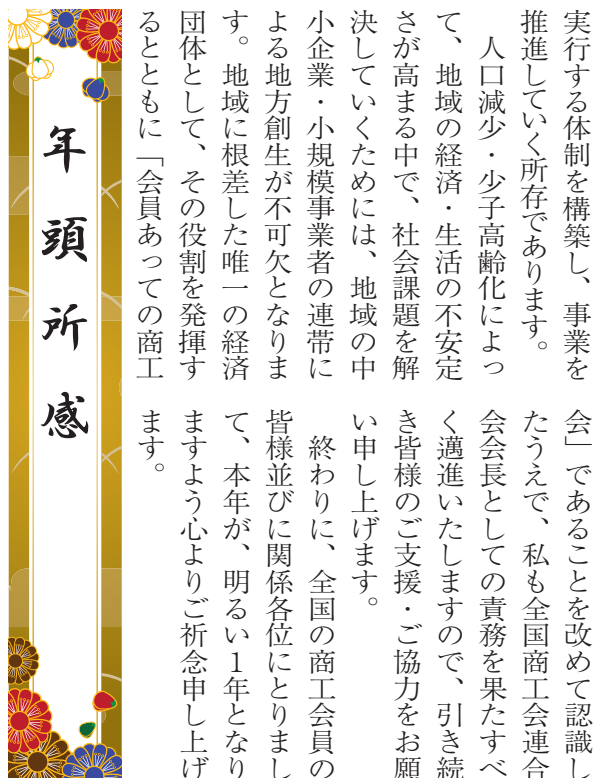 実行する体制を構築し、事業を
推進していく所存であります。
　人口減少・少子高齢化によっ
て、地域の経済・生活の不安定
さが高まる中で、社会課題を解
決していくためには、地域の中
小企業・小規模事業者の連帯に
よる地方創生が不可欠となりま
す。地域に根差した唯一の経済
団体として、その役割を発揮す
るとともに「会員あっての商工
会」であることを改めて認識し
たうえで、私も全国商工会連合
会会長としての責務を果たすべ
く邁進いたしますので、引き続
き皆様のご支援・ご協力をお願
い申し上げます。
　終わりに、全国の商工会員の
皆様並びに関係各位にとりまし
て、本年が、明るい１年となり
ますよう心よりご祈念申し上げ
ます。
年頭所感